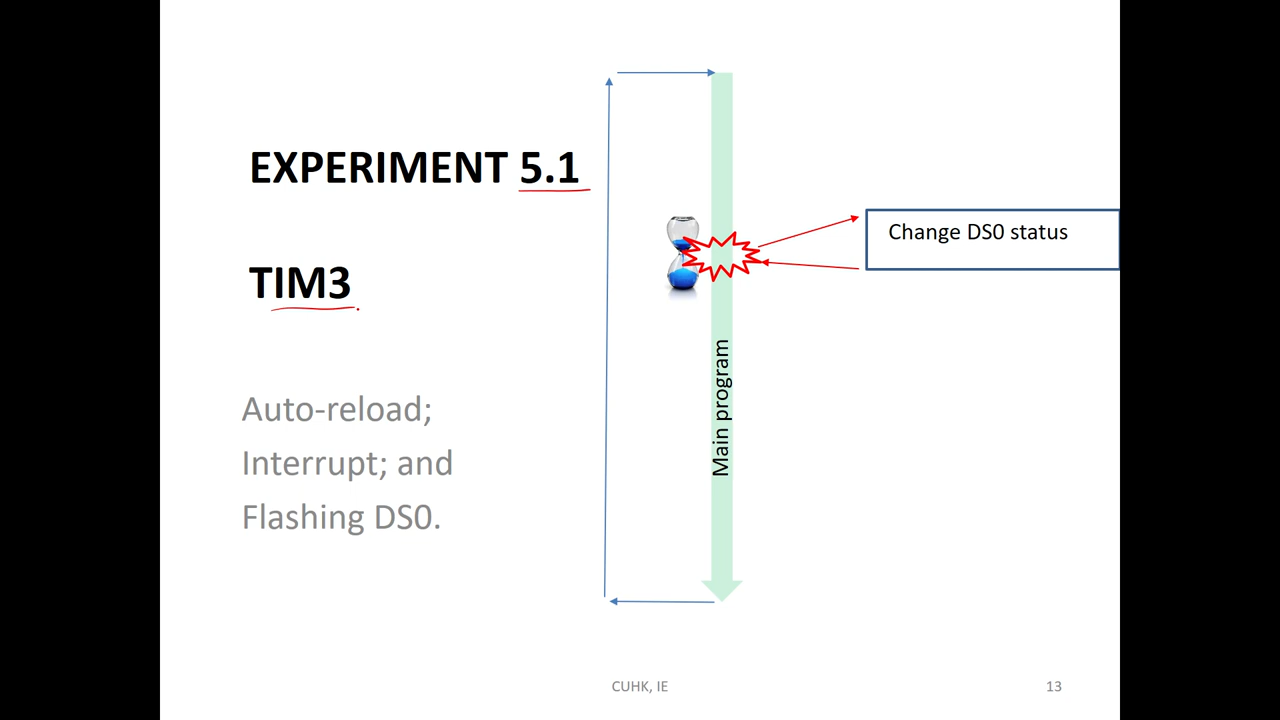 EXPERIMENT 5.1
TIM3
Auto-reload;
Interrupt; and
Flashing DS0.
Change DS0 status
Main program
CUHK, IE
13